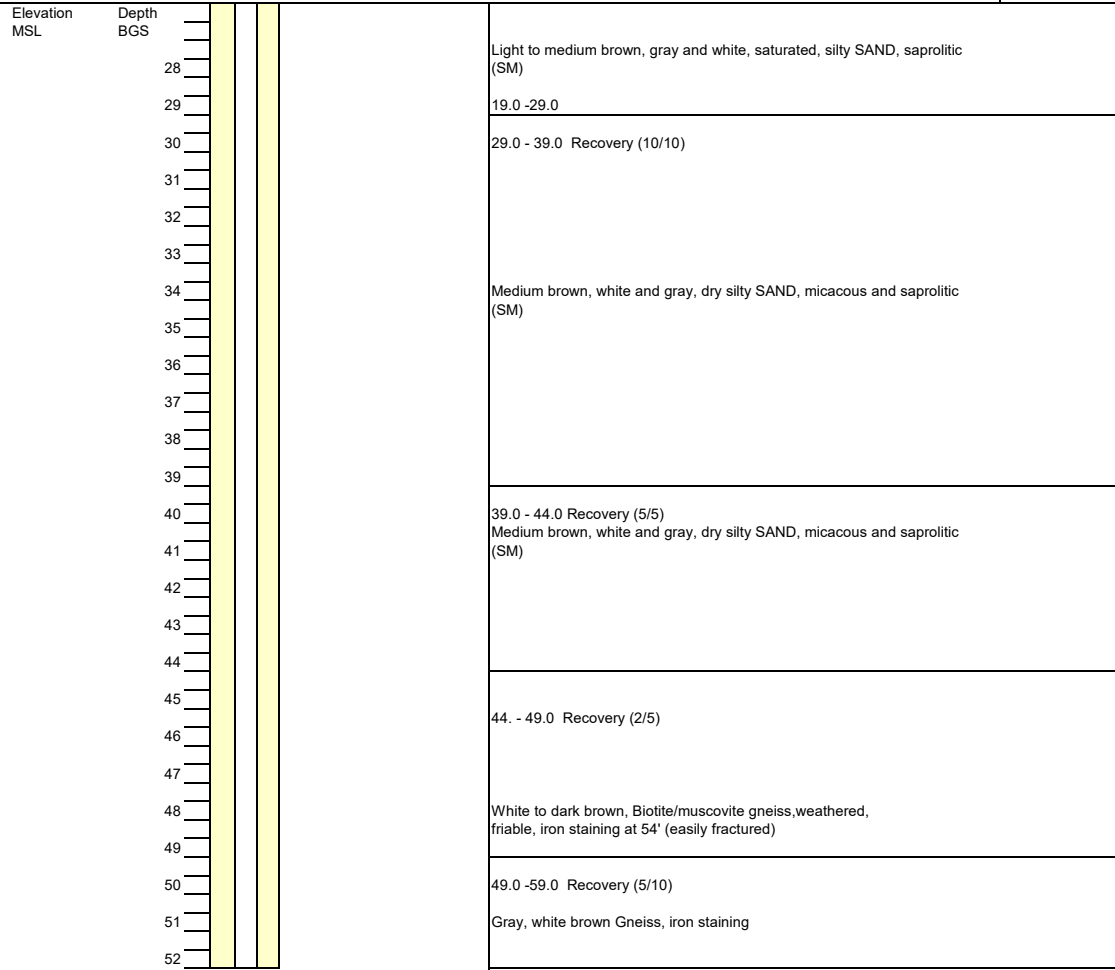 Elevation Depth
MSL BGS
Light to medium brown, gray and white, saturated, silty SAND, saprolitic
28 (SM)
29 19.0 -29.0
30 29.0 - 39.0 Recovery (10/10)
31
32
33
34 Medium brown, white and gray, dry silty SAND, micacous and saprolitic
(SM)
35
36
37
38
39
40 39.0 - 44.0 Recovery (5/5)
Medium brown, white and gray, dry silty SAND, micacous and saprolitic
41 (SM)
42
43
44
45
44. - 49.0 Recovery (2/5)
46
47
48 White to dark brown, Biotite/muscovite gneiss,weathered,
friable, iron staining at 54' (easily fractured)
49
50 49.0 -59.0 Recovery (5/10)
51 Gray, white brown Gneiss, iron staining
52